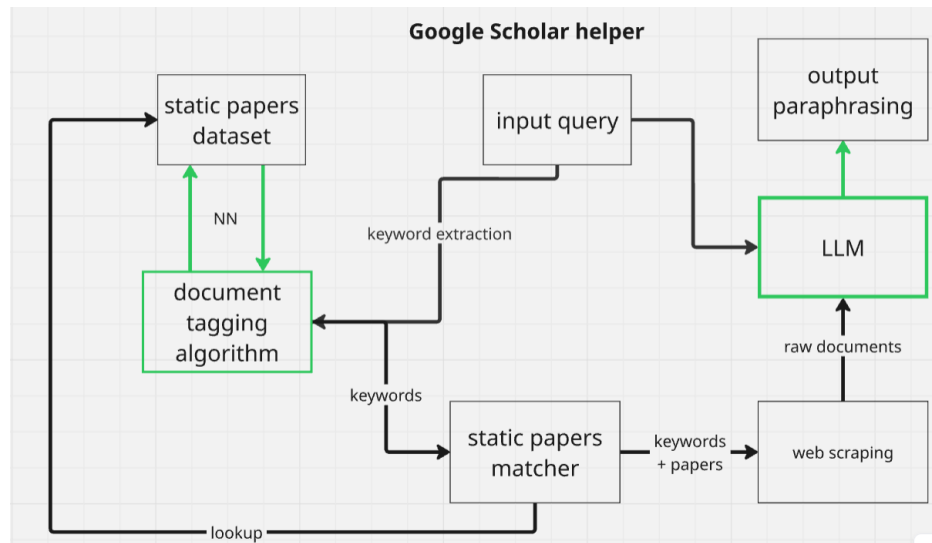 Google Scholar helper
static papers
dataset
input query
output
paraphrasing
NN
keyword extraction
LLM
document
tagging
algorithm
raw documents
keywords
static papers
matcher
keywords
+ papers
web scraping
lookup